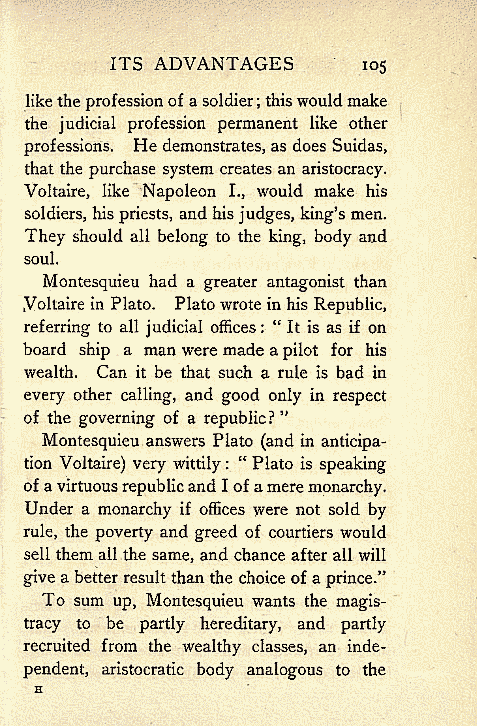 ITS ADVANTAGES 105
like the profession of a soldier; this would make
the judicial profession permanent like other
professions. He demonstrates, as does Suidas,
that the purchase system creates an aristocracy.
Voltaire, like Napoleon I., would make his
soldiers, his priests, and his judges, king's men.
They should all belong to the king, body and
soul.
Montesquieu had a greater antagonist than
Voltaire in Plato. Plato wrote in his Republic,
referring to all judicial offices: “ It is as if on
board ship a man were made a pilot for his
wealth. Can it be that such a rule is bad in
every other calling, and good only in respect
of the governing of a republic? ”
Montesquieu answers Plato (and in anticipa-
tion Voltaire) very wittily: “ Plato is speaking
of a virtuous republic and I of a mere monarchy.
Under a monarchy if offices were not sold by
rule, the poverty and greed of courtiers would
sell them all the same, and chance after all will
give a better result than the choice of a prince.”
To sum up, Montesquieu wants the magis-
tracy to be partly hereditary, and partly
recruited from the wealthy classes, an inde-
pendent, aristocratic body analogous to the
H